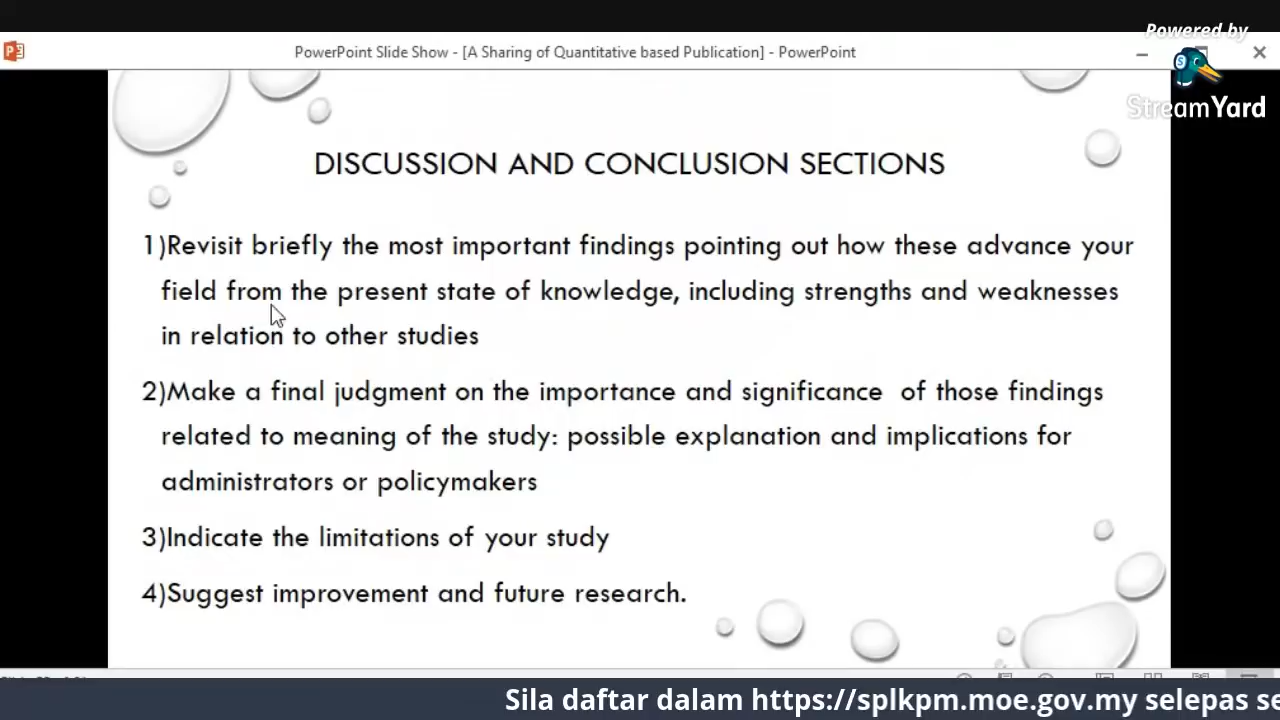 Powered by
PowerPoint Slide Show - [A Sharing of Quantitative based Publication] - PowerPoint
StreamYard
DISCUSSION AND CONCLUSION SECTIONS
1)Revisit briefly the most important findings pointing out how these advance your
field from the present state of knowledge, including strengths and weaknesses
in relation to other studies
2)Make a final judgment on the importance and significance of those findings
related to meaning of the study: possible explanation and implications for
administrators or policymakers
3)Indicate the limitations of your study
4)Suggest improvement and future research.
Sila daftar dalam https://splkpm.moe.gov.my selepas se